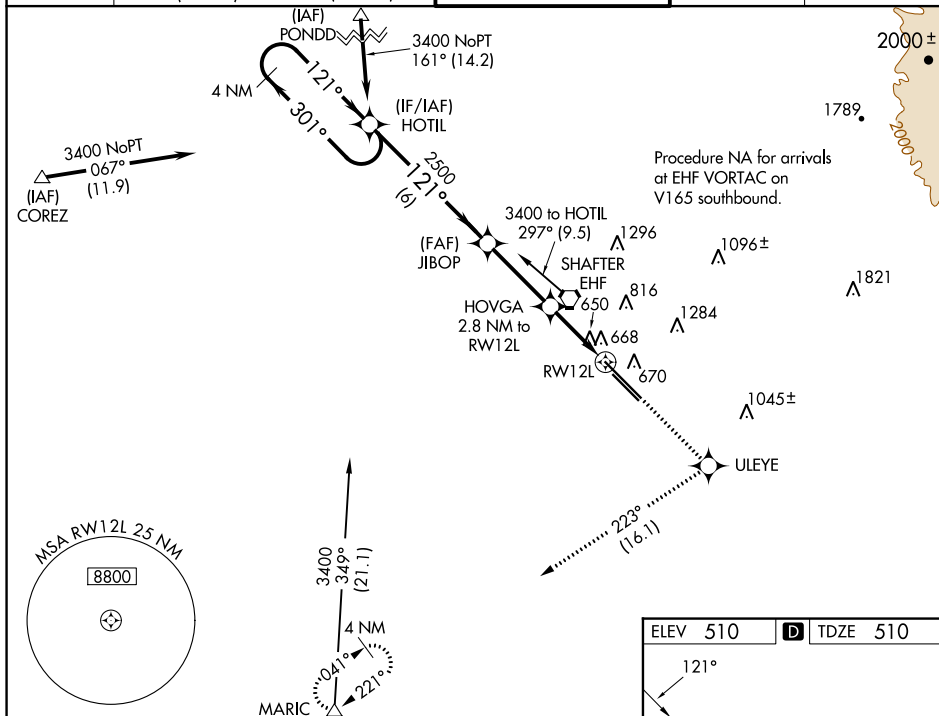 (IAF)
PONDD
3400 NoPT
161° (14.2)
2000 ±
4 NM
121°
301°
(IF/IAF)
HOTIL
1789
2000
3400 NoPT
067°
(11.9)
(IAF)
COREZ
2500
121°
(6)
Procedure NA for arrivals
at EHF VORTAC on
V165 southbound.
3400 to HOTIL
297° (9.5)
(FAF)
JIBOP
1296
1096±
SHAFTER
EHF
1821
HOVGA
2.8 NM to
RW12L
650
816
1284
668
RW12L
670
1045±
ULEYE
223°
(16.1)
MSA RW12L 25 NM
8800
3400
349°
(21.1)
4 NM
041°
221°
MARIC
ELEV 510 D TDZE 510
121°